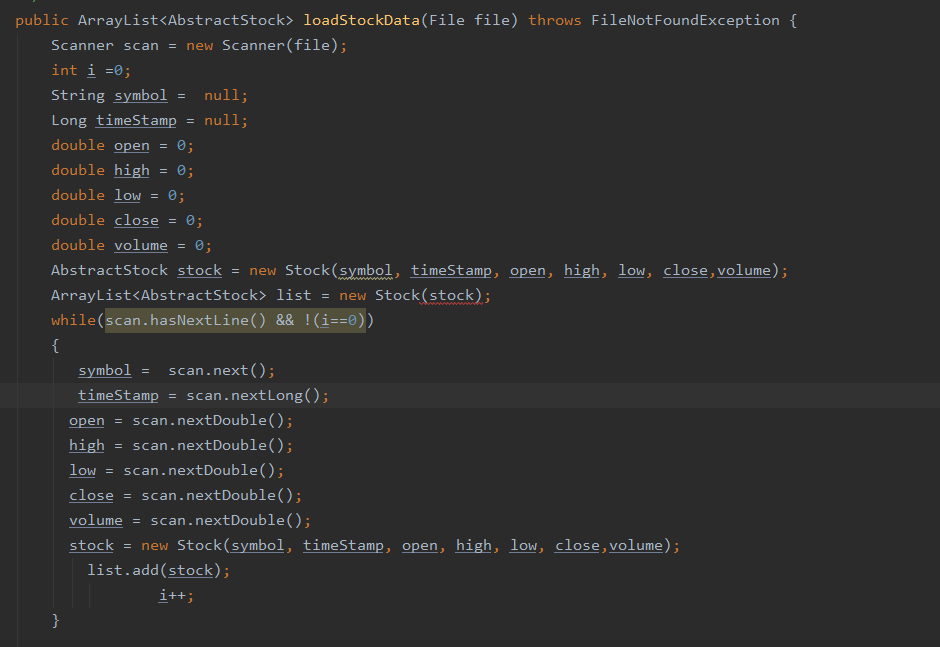 public ArrayList<AbstractStock> loadStockData(File file) throws FileNotFoundException {
    Scanner scan = new Scanner(file);
    int i =0;
    String symbol =  null;
    Long timeStamp = null;
    double open = 0;
    double high = 0;
    double low = 0;
    double close = 0;
    double volume = 0;
    AbstractStock stock = new Stock(symbol, timeStamp, open, high, low, close,volume);
    ArrayList<AbstractStock> list = new Stock(stock);
    while(scan.hasNextLine() && !(i==0))
    {
       symbol =  scan.next();
       timeStamp = scan.nextLong();
      open = scan.nextDouble();
      high = scan.nextDouble();
      low = scan.nextDouble();
      close = scan.nextDouble();
      volume = scan.nextDouble();
      stock = new Stock(symbol, timeStamp, open, high, low, close,volume);
        list.add(stock);
                i++;
    }